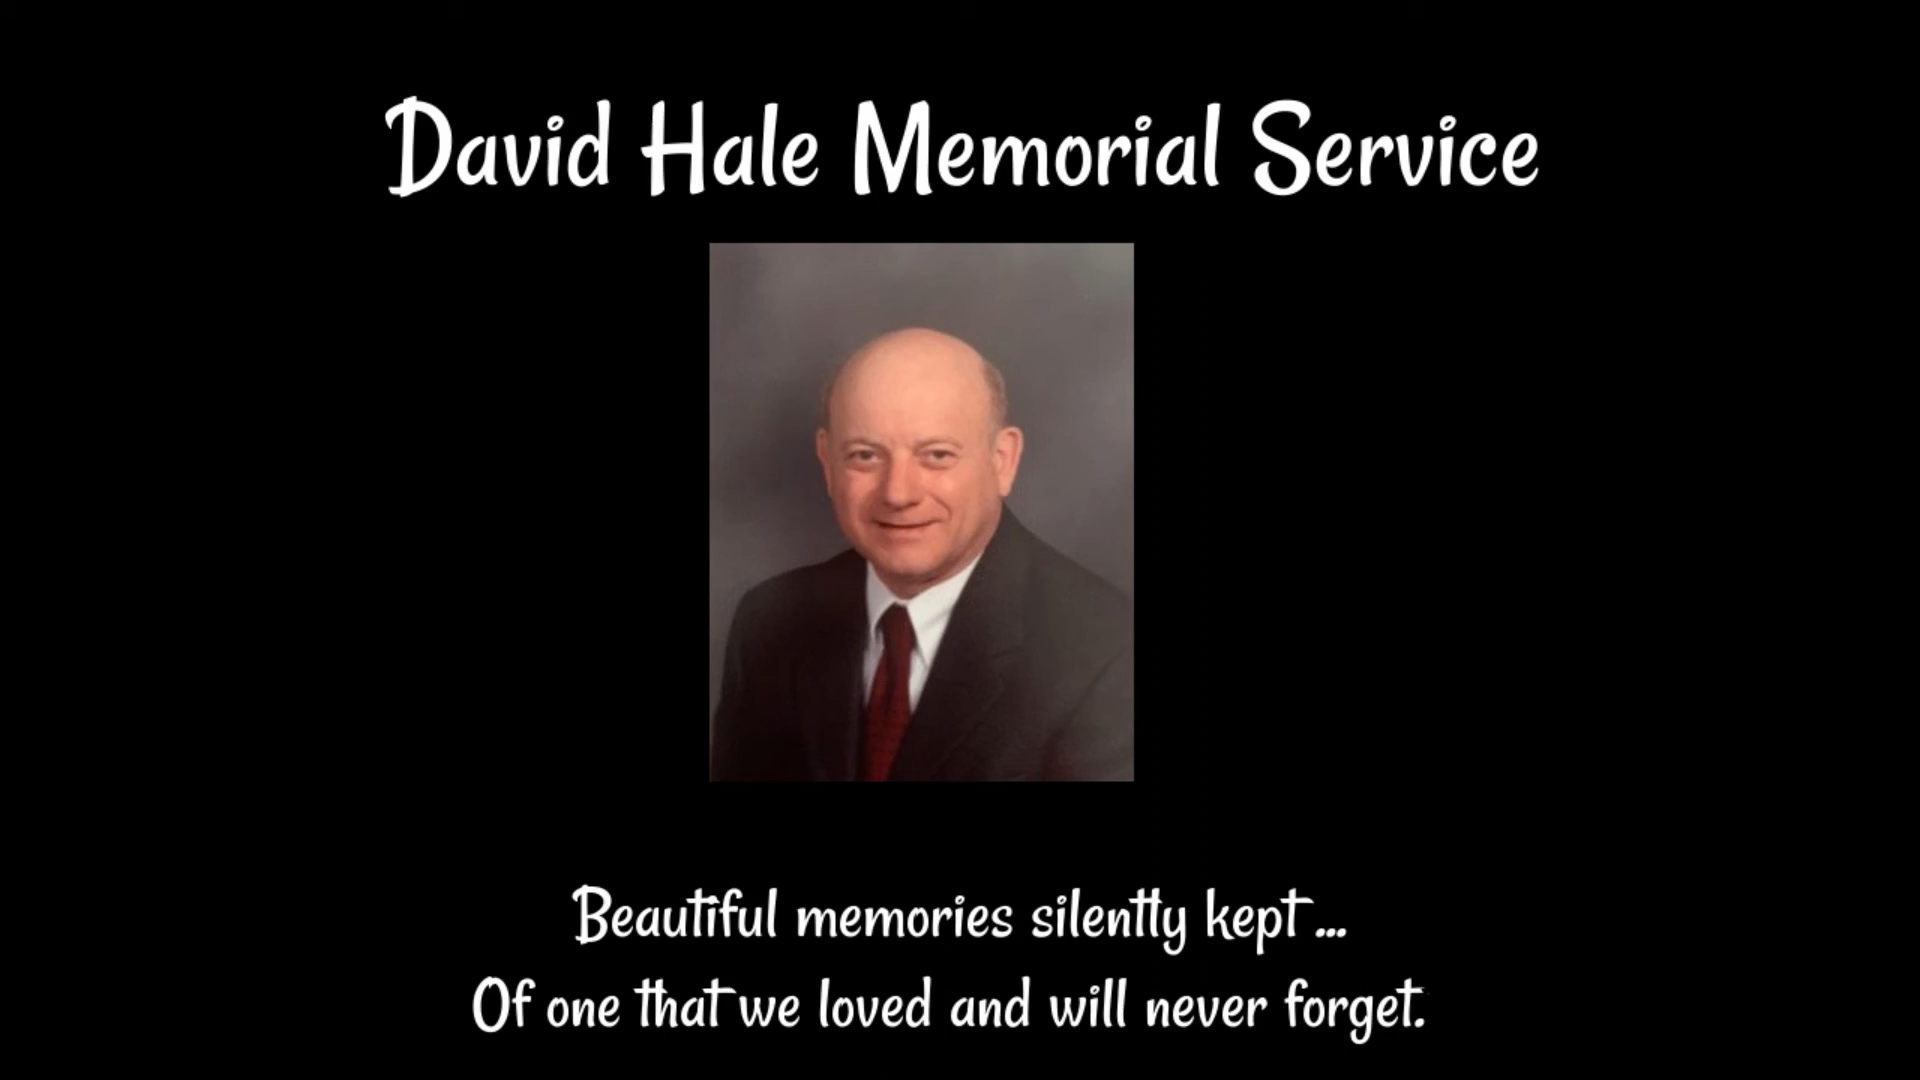 David Hale Memorial Service
Beautiful memories silently kept ...
Of one that we loved and will never forget.